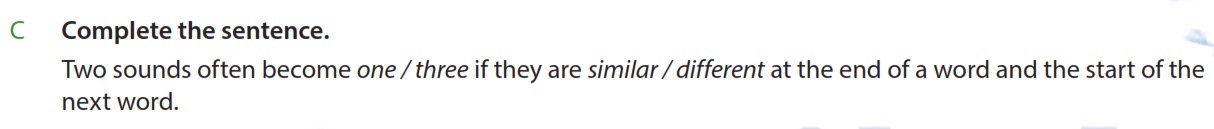 C Complete the sentence.
Two sounds often become one / three if they are similar / different at the end of a word and the start of the
next word.